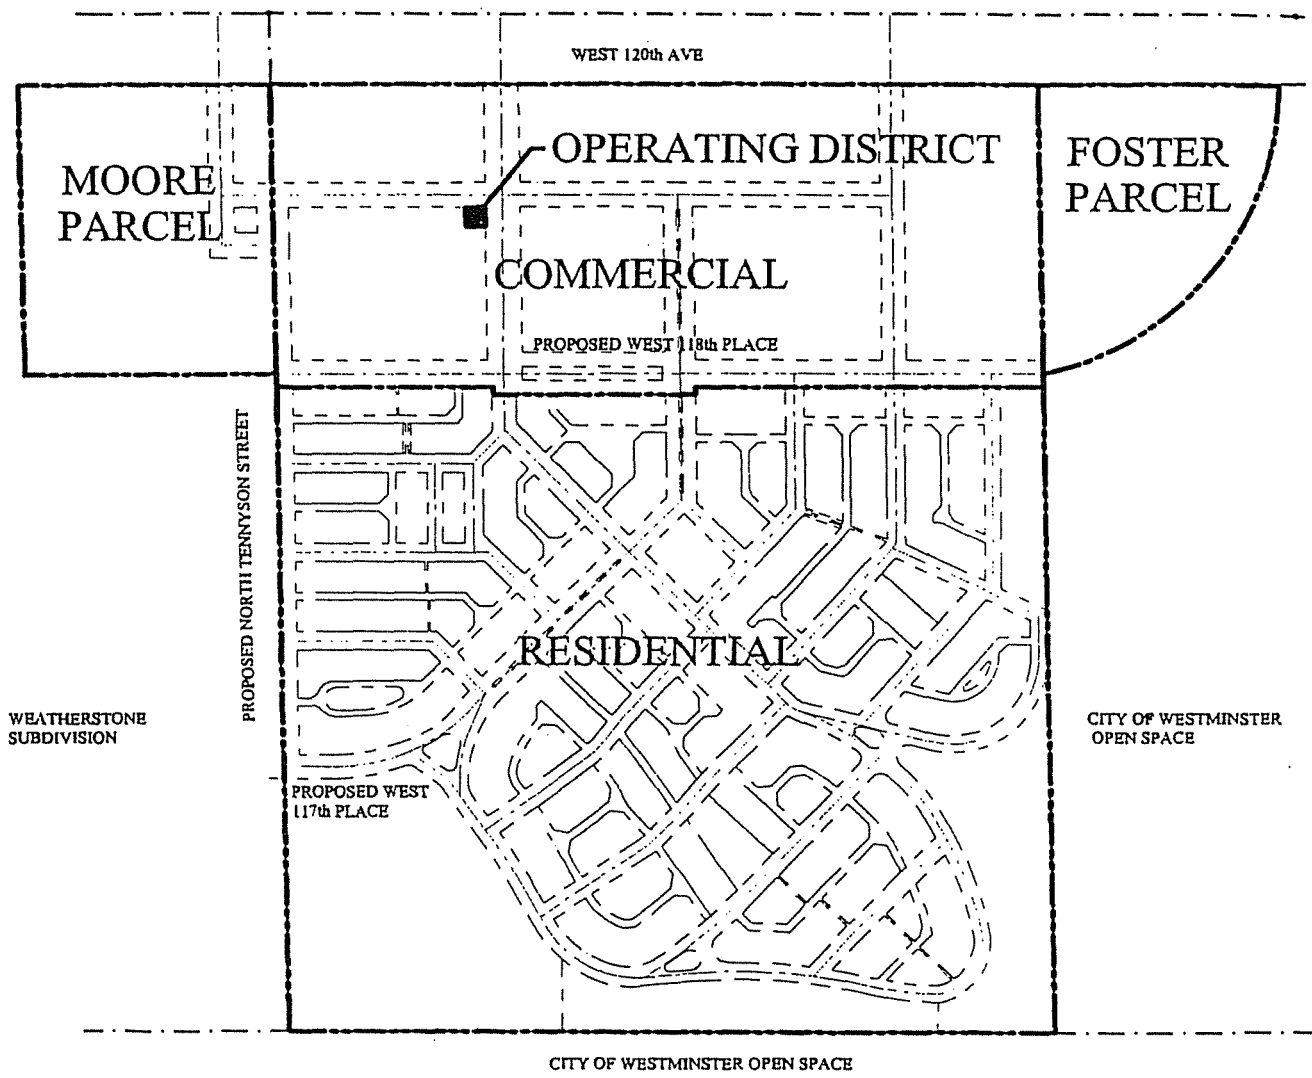 WEST 120th AVE
OPERATING DISTRICT
MOORE
PARCEL
FOSTER
PARCEL
COMMERCIAL
PROPOSED WEST 118th PLACE
PROPOSED NORTH TENNYSON STREET
RESIDENTIAL
WEATHERSTONE
SUBDIVISION
CITY OF WESTMINSTER
OPEN SPACE
PROPOSED WEST
117th PLACE
CITY OF WESTMINSTER OPEN SPACE